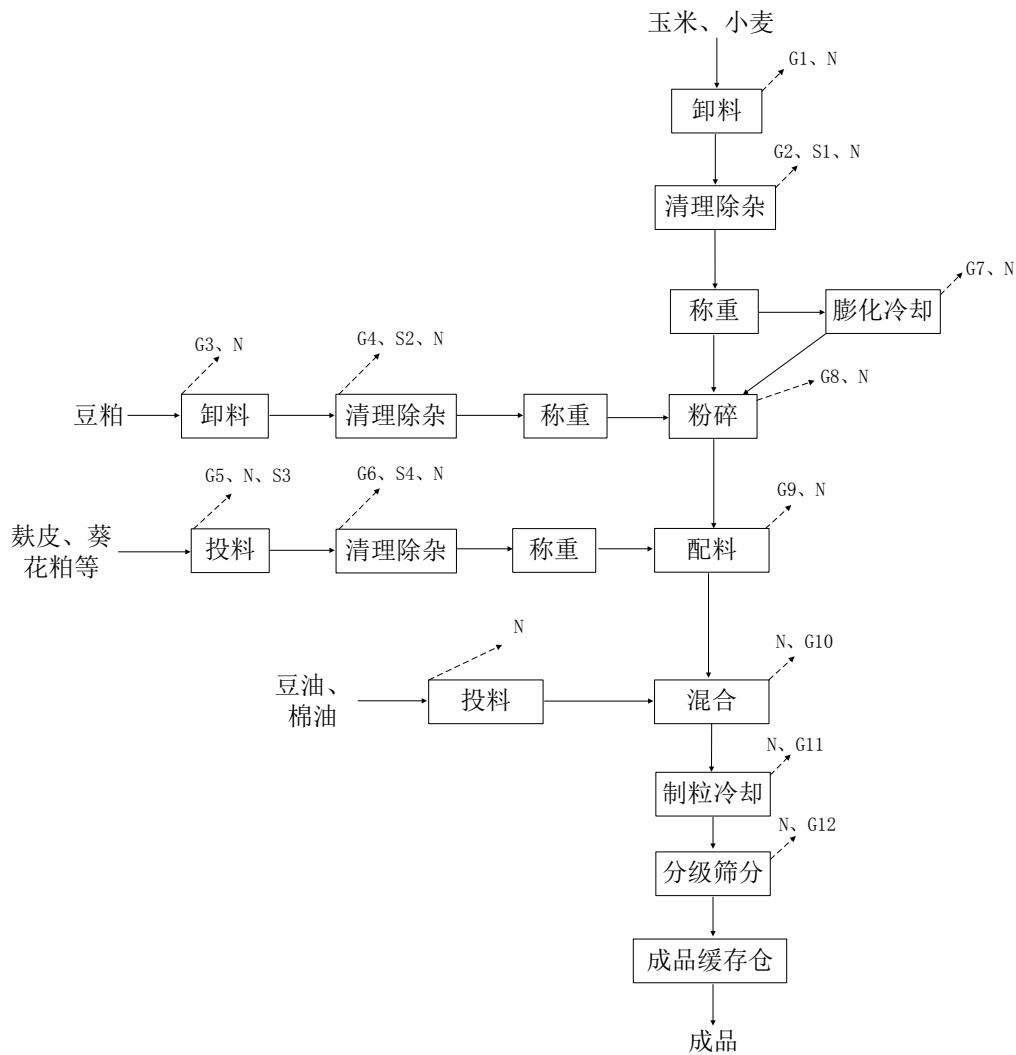 玉米、小麦
G1、N
卸料
G2、S1、N
清理除杂
G7、N
称重
膨化冷却
G3、N
G4、S2、N
G8、N
豆粕
卸料
清理除杂
称重
粉碎
G5、N、S3
G6、S4、N
G9、N
麸皮、葵
花粕等
投料
清理除杂
称重
配料
N
N、G10
豆油、
棉油
投料
混合
N、G11
制粒冷却
N、G12
分级筛分
成品缓存仓
成品